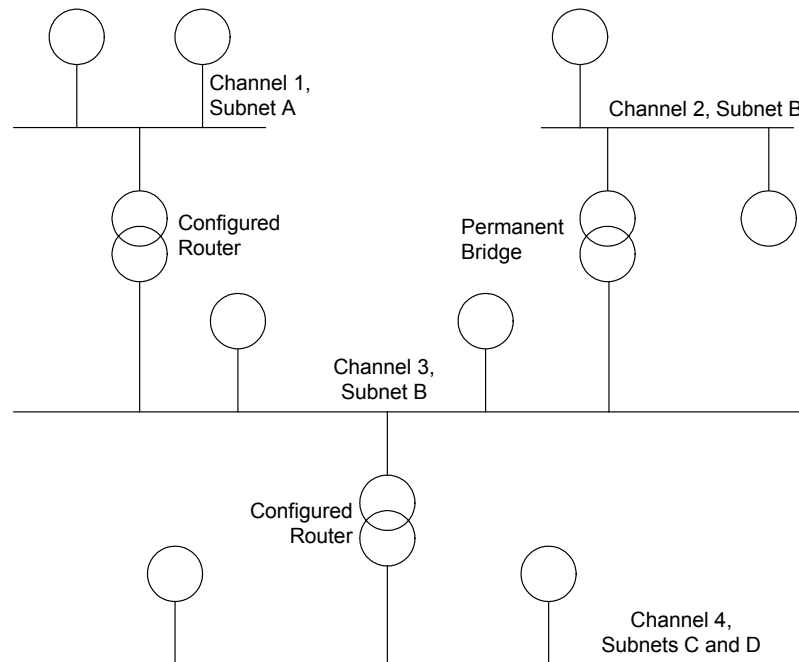 Channel 1,
Subnet A
Channel 2, Subnet B
Configured
Router
Permanent
Bridge
Channel 3,
Subnet B
Configured
Router
Channel 4,
Subnets C and D